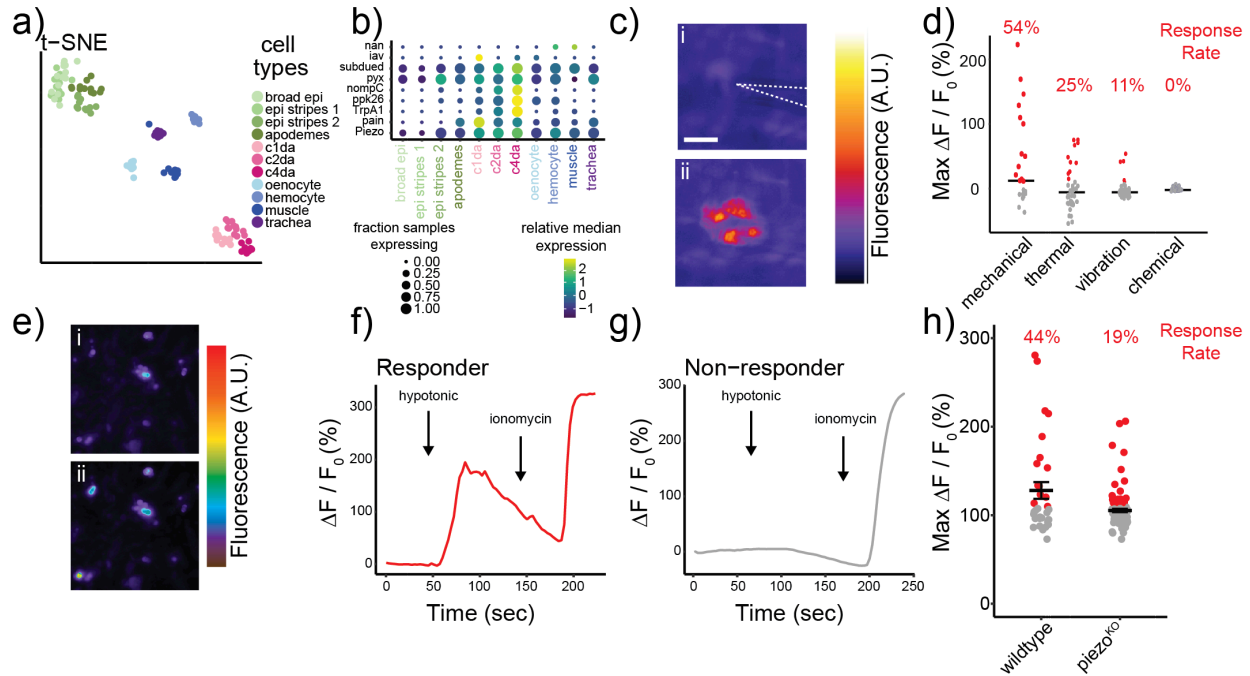 a)
t-SNE
cell
types
broad epi
epi stripes 1
epi stripes 2
apodemes
c1da
c2da
c4da
oenocyte
hemocyte
muscle
trachea
b)
nan
iav
subdued
pyx
nompC
ppk26
TrpA1
pain
Piezo
broad epi
epi stripes 1
epi stripes 2
apodemes
c1da
c2da
c4da
oenocyte
hemocyte
muscle
trachea
fraction samples
expressing
0.00
0.25
0.50
0.75
1.00
relative median
expression
2
1
0
−1
c)
i
ii
Fluorescence (A.U.)
d)
54%
25%
11%
0%
Response
Rate
Max ΔF / F0 (%)
200
100
0
mechanical
thermal
vibration
chemical
e)
i
ii
Fluorescence (A.U.)
f)
Responder
hypotonic
ionomycin
ΔF / F0 (%)
300
200
100
0
0
50
100
150
200
Time (sec)
g)
Non−responder
hypotonic
ionomycin
ΔF / F0 (%)
300
200
100
0
0
50
100
150
200
250
Time (sec)
h)
44%
19%
Response
Rate
Max ΔF / F0 (%)
300
200
100
0
wildtype
piezoKO